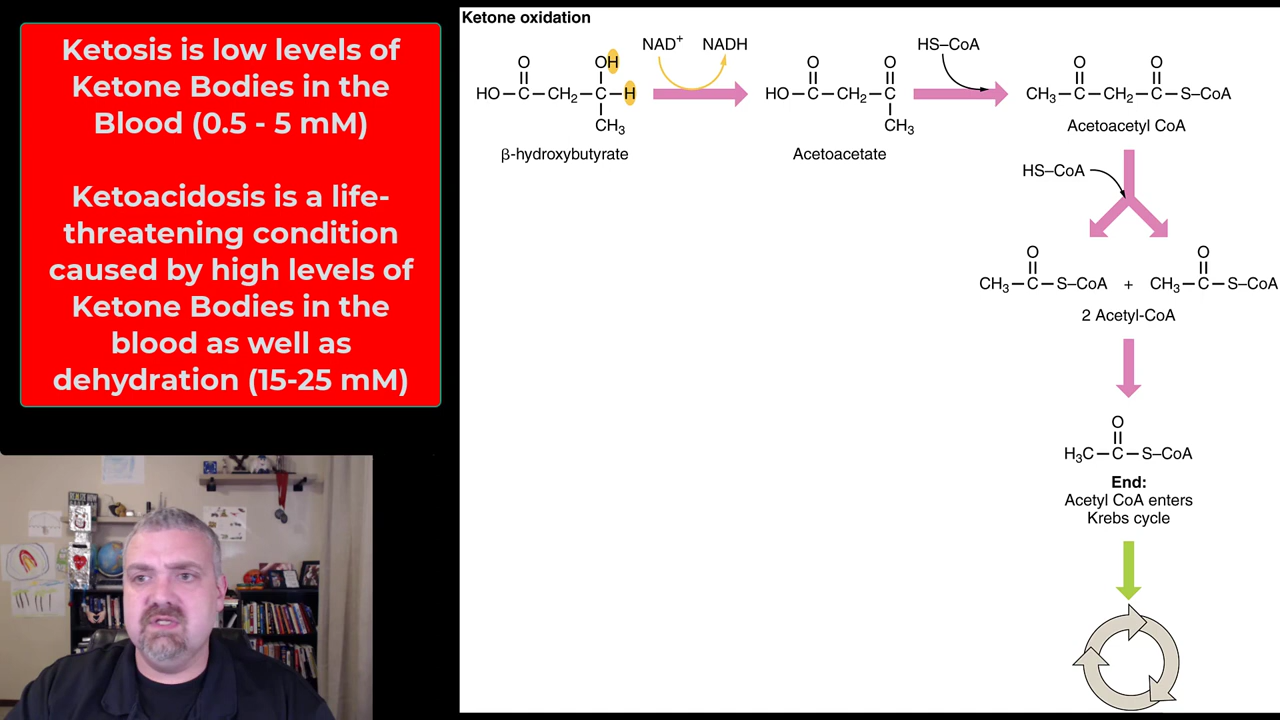 Ketosis is low levels of
Ketone Bodies in the
Blood (0.5 - 5 mM)
Ketoacidosis is a life-
threatening condition
caused by high levels of
Ketone Bodies in the
blood as well as
dehydration (15-25 mM)
Ketone oxidation
NAD⁺ NADH
HS–CoA
O OH O O O O
HO–C–CH₂–C–H HO–C–CH₂–C CH₃–C–CH₂–C–S–CoA
CH₃ CH₃
β-hydroxybutyrate Acetoacetate Acetoacetyl CoA
HS–CoA
O O
CH₃–C–S–CoA + CH₃–C–S–CoA
2 Acetyl-CoA
O
H₃C–C–S–CoA
End:
Acetyl CoA enters
Krebs cycle